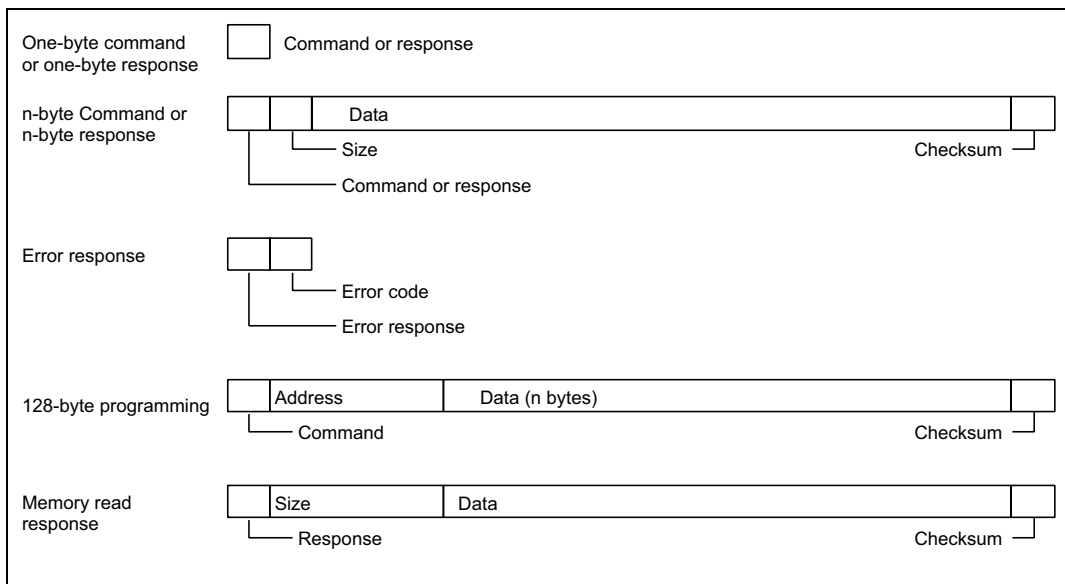 One-byte command
or one-byte response
Command or response
n-byte Command or
n-byte response
Data
Size
Checksum
Command or response
Error response
Error code
Error response
128-byte programming
Address
Data (n bytes)
Command
Checksum
Memory read
response
Size
Data
Response
Checksum